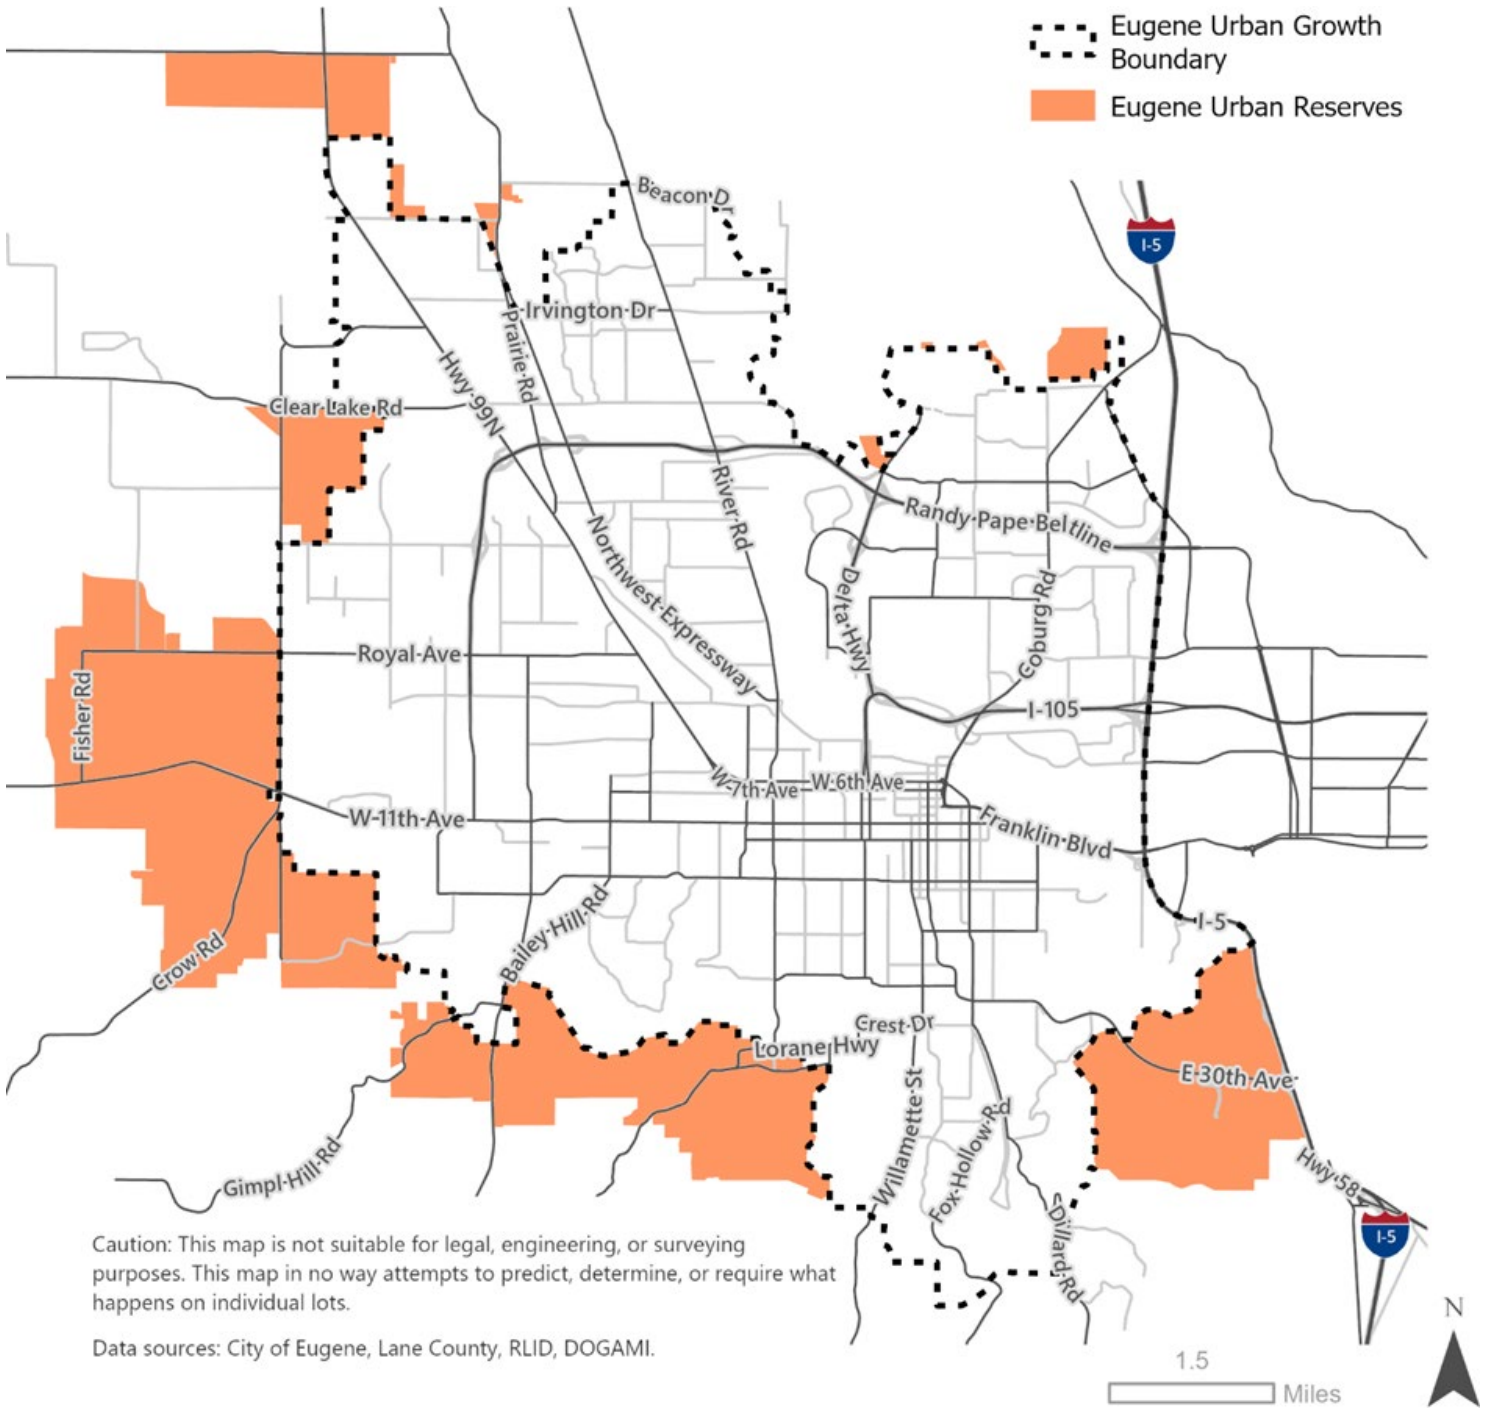 Eugene Urban Growth
Boundary
Eugene Urban Reserves
Beacon Dr
I-5
Irvington Dr
Prairie Rd
Hwy 99N
Clear Lake Rd
River Rd
Randy Pape Beltline
Northwest Expressway
Delta Hwy
Coburg Rd
Royal Ave
Fisher Rd
I-105
W 7th Ave
W 6th Ave
W 11th Ave
Franklin Blvd
Bailey Hill Rd
I-5
Crow Rd
Crest Dr
Lorane Hwy
E 30th Ave
Willamette St
Fox Hollow Rd
Gimpl Hill Rd
Hwy 58
Dillard Rd
I-5
Caution: This map is not suitable for legal, engineering, or surveying
purposes. This map in no way attempts to predict, determine, or require what
happens on individual lots.
Data sources: City of Eugene, Lane County, RLID, DOGAMI.
N
1.5
Miles